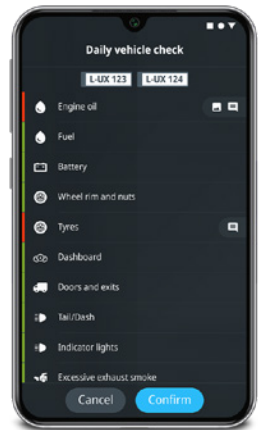 Daily vehicle check
L-UX 123 L-UX 124
Engine oil
Fuel
Battery
Wheel rim and nuts
Tyres
Dashboard
Doors and exits
Tail/Dash
Indicator lights
Excessive exhaust smoke
Cancel Confirm